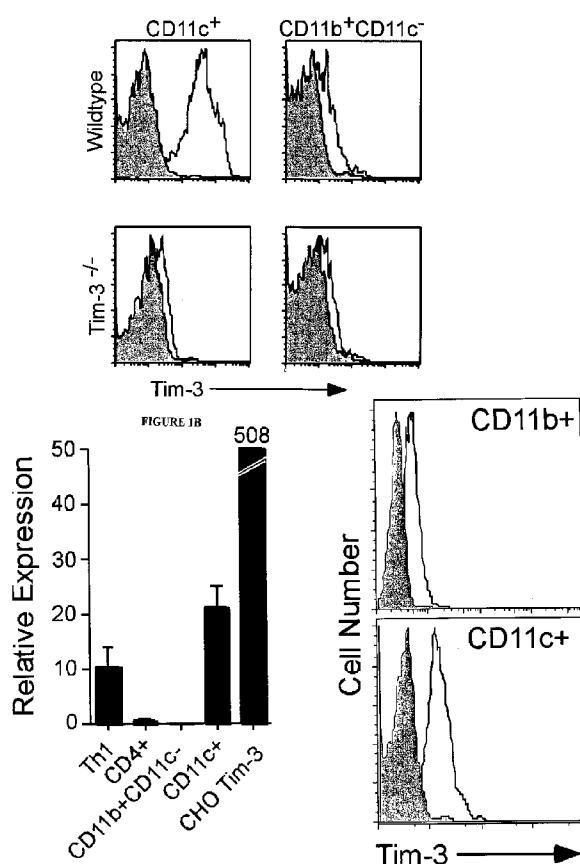 CD11c+
CD11b+CD11c-
Wildtype
Tim-3 -/-
Tim-3
FIGURE 1B
508
50
40
30
20
10
0
Relative Expression
Th1
CD4+
CD11b+CD11c-
CD11c+
CHO Tim-3
CD11b+
CD11c+
Cell Number
Tim-3